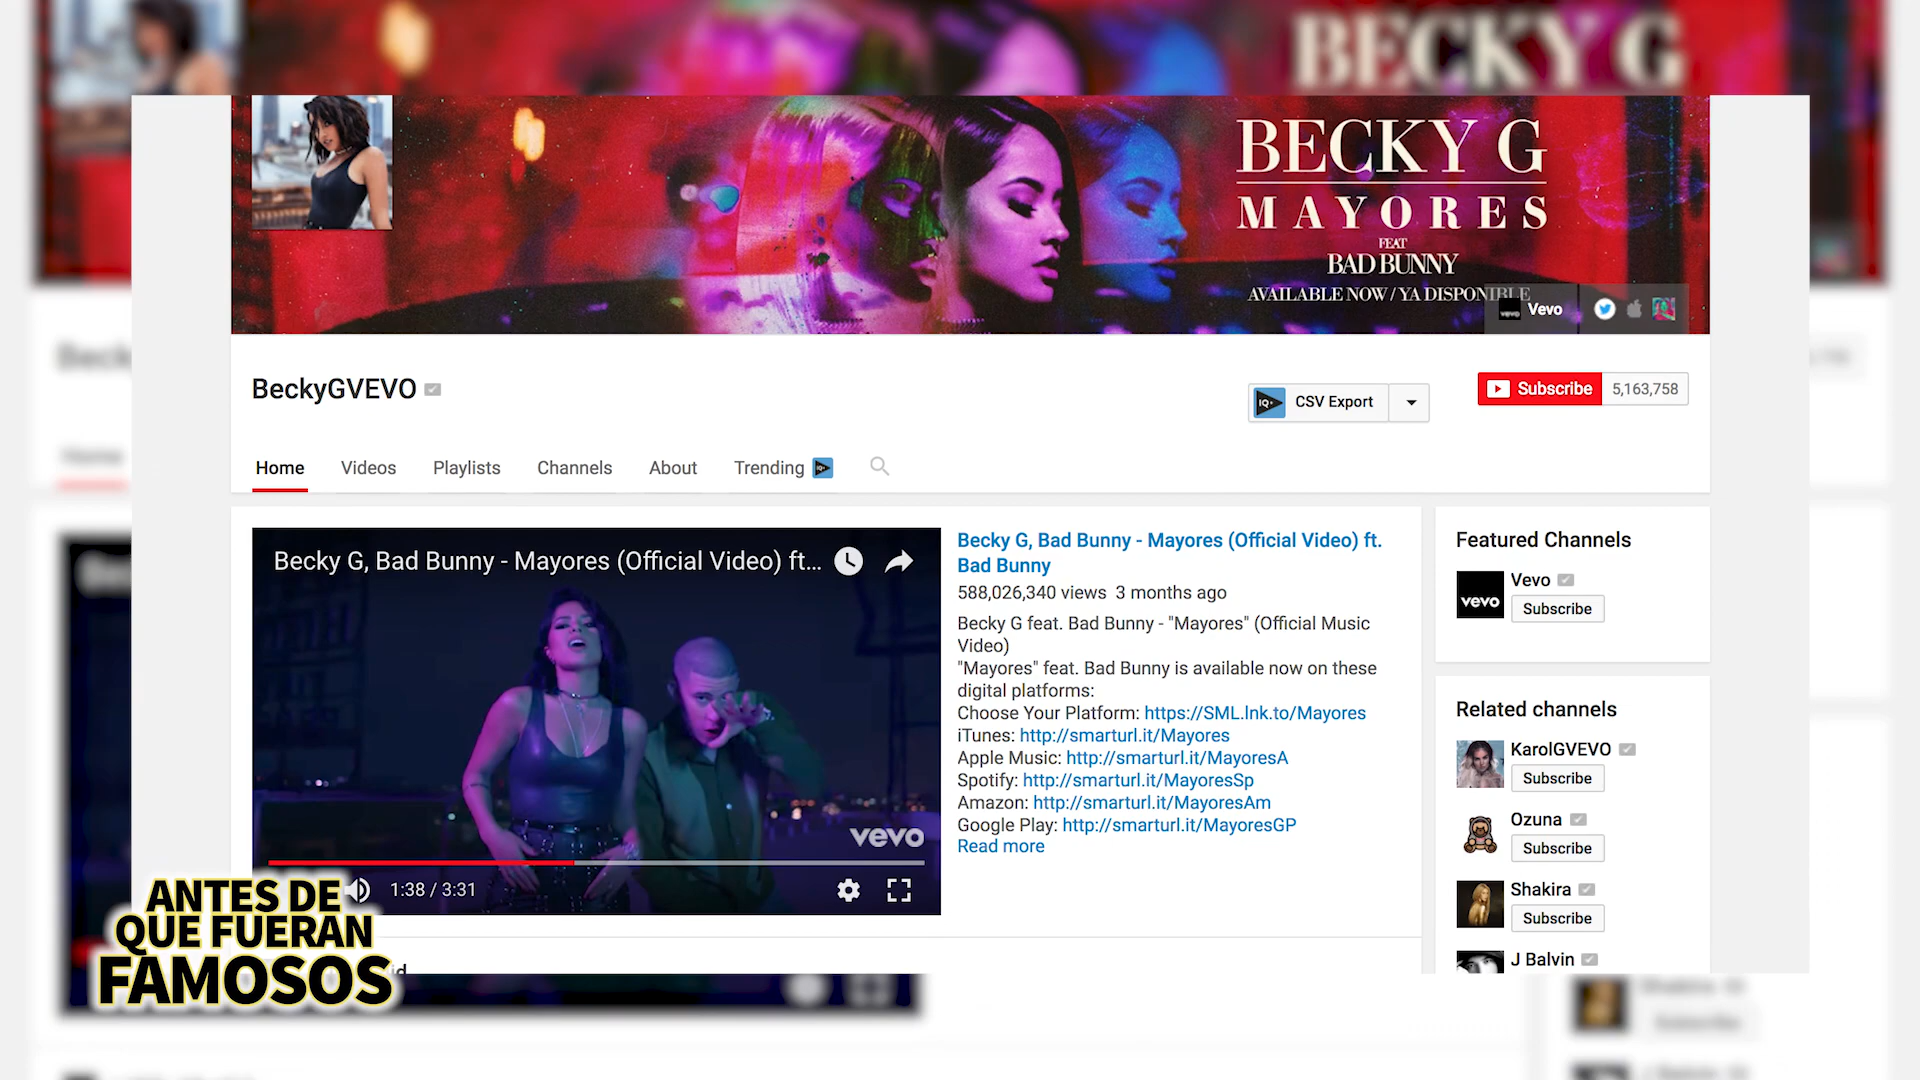 BECKY G
BECKY G
MAYORES
FEAT
BAD BUNNY
AVAILABLE NOW / YA DISPONIBLE
vevo Vevo
BeckyGVEVO
IQ+ CSV Export
Subscribe 5,163,758
Home Videos Playlists Channels About Trending IQ+
Becky G, Bad Bunny - Mayores (Official Video) ft...
vevo
1:38 / 3:31
Becky G, Bad Bunny - Mayores (Official Video) ft.
Bad Bunny
588,026,340 views 3 months ago
Becky G feat. Bad Bunny - "Mayores" (Official Music
Video)
"Mayores" feat. Bad Bunny is available now on these
digital platforms:
Choose Your Platform: https://SML.lnk.to/Mayores
iTunes: http://smarturl.it/Mayores
Apple Music: http://smarturl.it/MayoresA
Spotify: http://smarturl.it/MayoresSp
Amazon: http://smarturl.it/MayoresAm
Google Play: http://smarturl.it/MayoresGP
Read more
Featured Channels
vevo
Vevo
Subscribe
Related channels
KarolGVEVO
Subscribe
Ozuna
Subscribe
Shakira
Subscribe
J Balvin
ANTES DE
QUE FUERAN
FAMOSOS